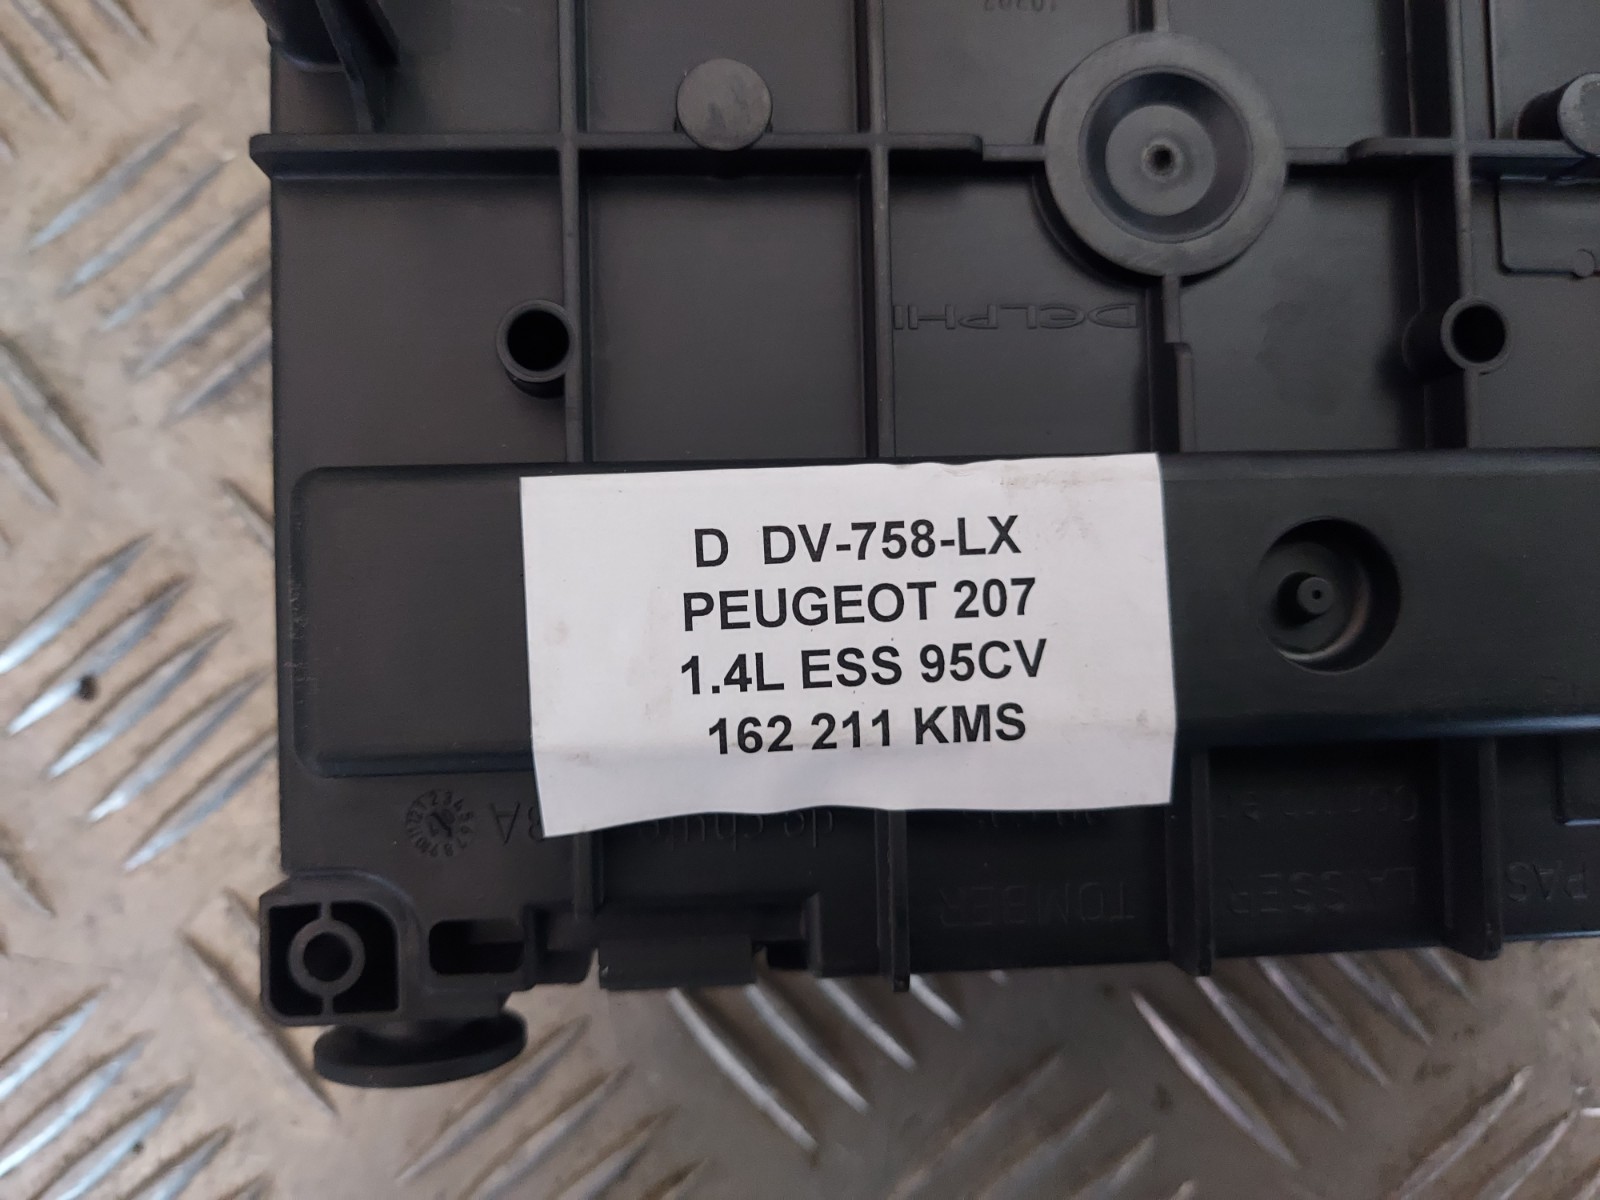 DELPHI
D DV-758-LX
PEUGEOT 207
1.4L ESS 95CV
162 211 KMS
PAS
LAISSER
TOMBER